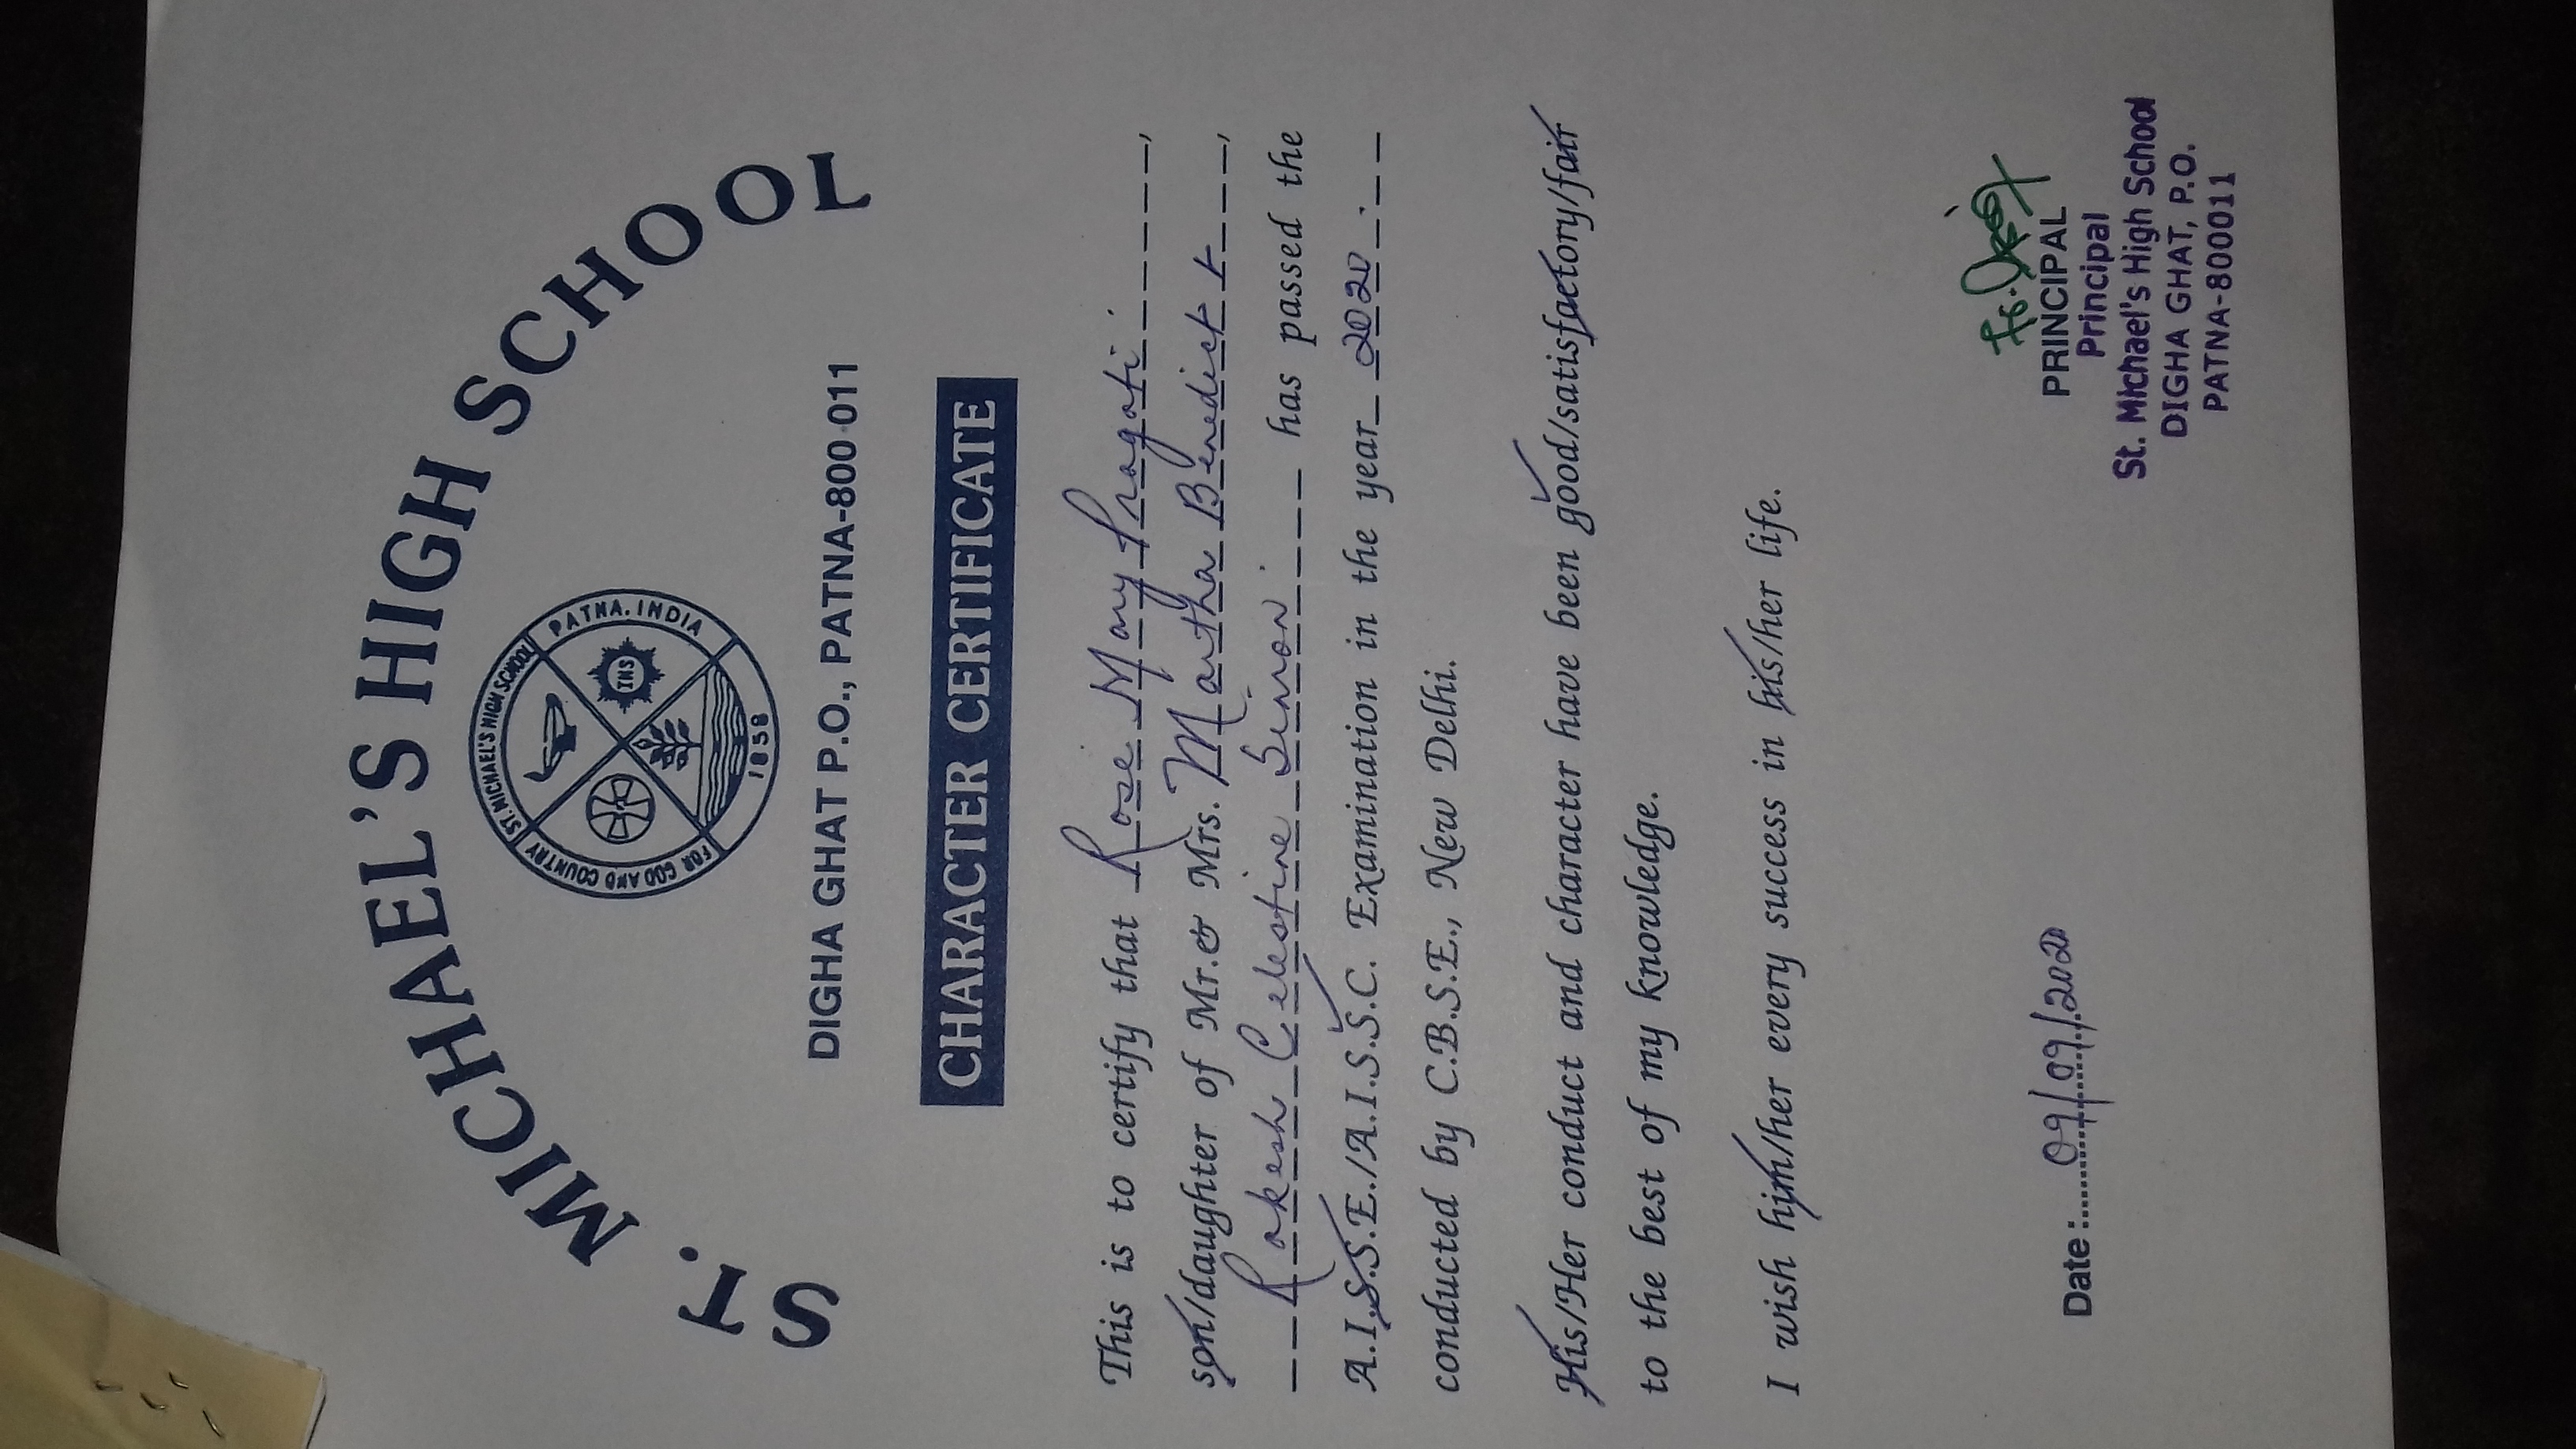 ST. MICHAEL'S HIGH SCHOOL
ST. MICHAEL'S HIGH SCHOOL
FOR GOD AND COUNTRY
PATNA. INDIA
IHS
1858
DIGHA GHAT P.O., PATNA-800 011
CHARACTER CERTIFICATE
This is to certify that Rose Mary Pragati,
son/daughter of Mr.& Mrs. Martha Benedict &,
Rakesh Celestine Simon has passed the
A.I.S.S.E./A.I.S.S.C. Examination in the year 2020
conducted by C.B.S.E., New Delhi.
His/Her conduct and character have been good/satisfactory/fair
to the best of my knowledge.
I wish him/her every success in his/her life.
Fr.
Date :.....09/09/2020
PRINCIPAL
Principal
St. Michael's High School
DIGHA GHAT, P.O.
PATNA-800011